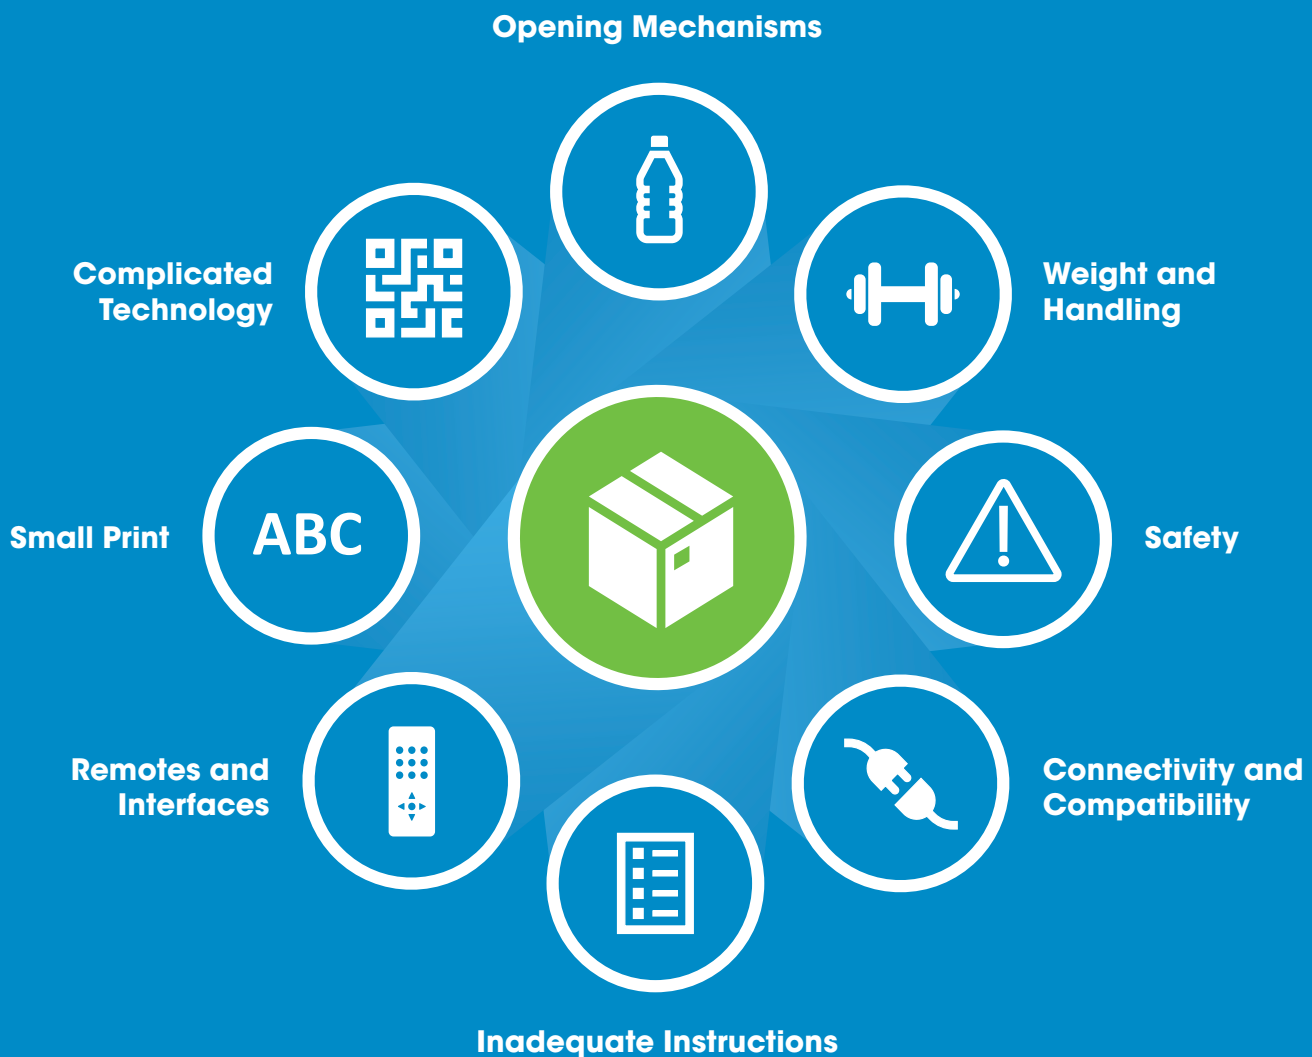 Opening Mechanisms
Complicated
Technology
Weight and
Handling
Small Print
ABC
Safety
Remotes and
Interfaces
Connectivity and
Compatibility
Inadequate Instructions